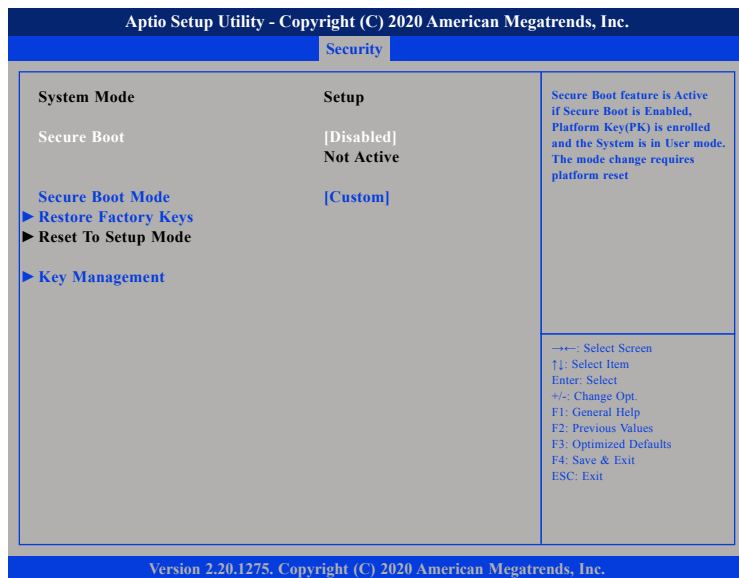 Aptio Setup Utility - Copyright (C) 2020 American Megatrends, Inc.
Security
System Mode Setup
Secure Boot [Disabled]
Not Active
Secure Boot Mode [Custom]
▶ Restore Factory Keys
▶ Reset To Setup Mode
▶ Key Management
Secure Boot feature is Active
if Secure Boot is Enabled,
Platform Key(PK) is enrolled
and the System is in User mode.
The mode change requires
platform reset
→←: Select Screen
↑↓: Select Item
Enter: Select
+/-: Change Opt.
F1: General Help
F2: Previous Values
F3: Optimized Defaults
F4: Save & Exit
ESC: Exit
Version 2.20.1275. Copyright (C) 2020 American Megatrends, Inc.